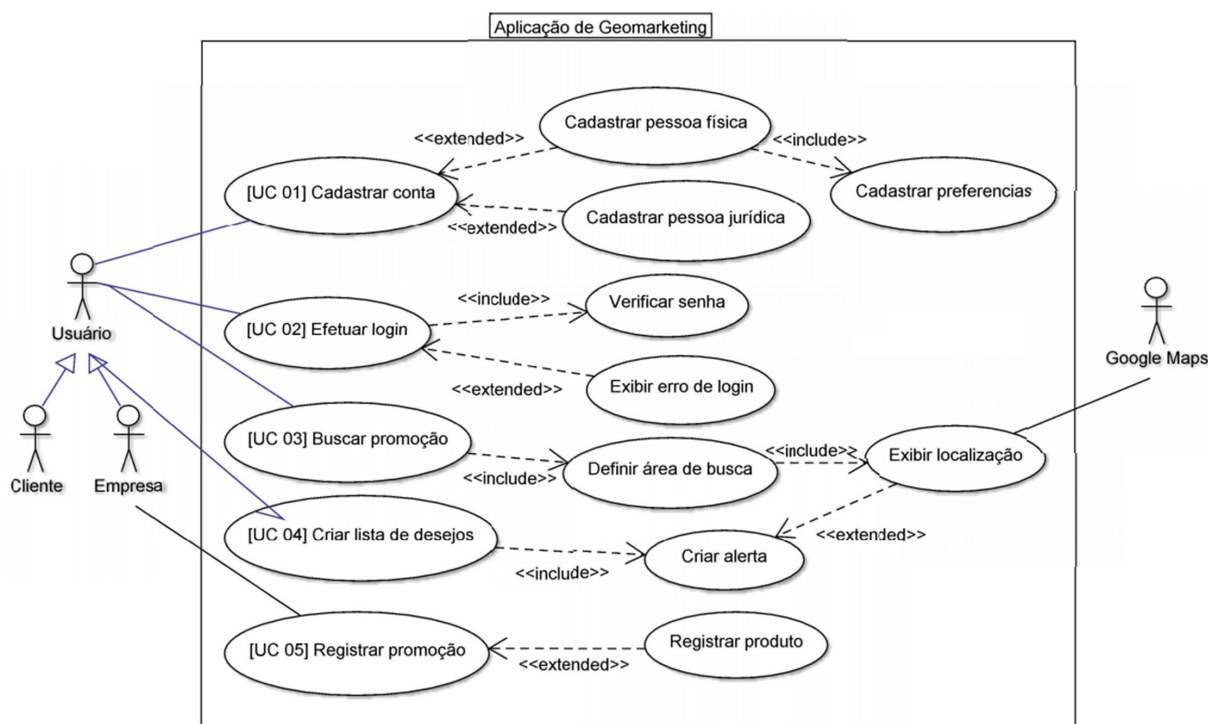 Aplicação de Geomarketing
Cadastrar pessoa física
<<extended>>
<<include>>
[UC 01] Cadastrar conta
Cadastrar preferencias
Cadastrar pessoa jurídica
<<extended>>
Usuário
<<include>>
Verificar senha
[UC 02] Efetuar login
Google Maps
<<extended>>
Exibir erro de login
Cliente
Empresa
[UC 03] Buscar promoção
<<include>>
Definir área de busca
<<include>>
Exibir localização
[UC 04] Criar lista de desejos
<<include>>
Criar alerta
<<extended>>
[UC 05] Registrar promoção
<<extended>>
Registrar produto